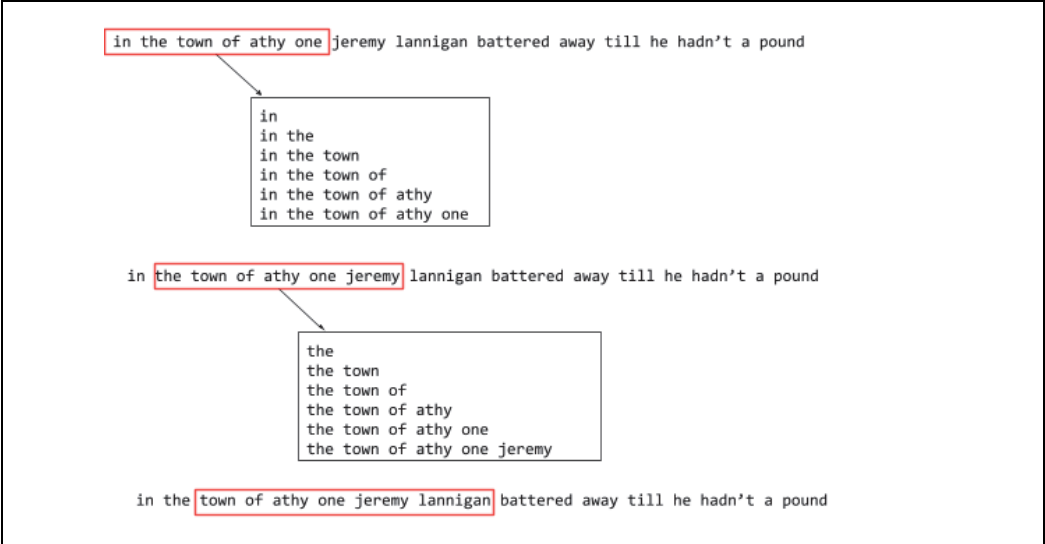 in the town of athy one jeremy lannigan battered away till he hadn’t a pound
in
in the
in the town
in the town of
in the town of athy
in the town of athy one
in the town of athy one jeremy lannigan battered away till he hadn’t a pound
the
the town
the town of
the town of athy
the town of athy one
the town of athy one jeremy
in the town of athy one jeremy lannigan battered away till he hadn’t a pound